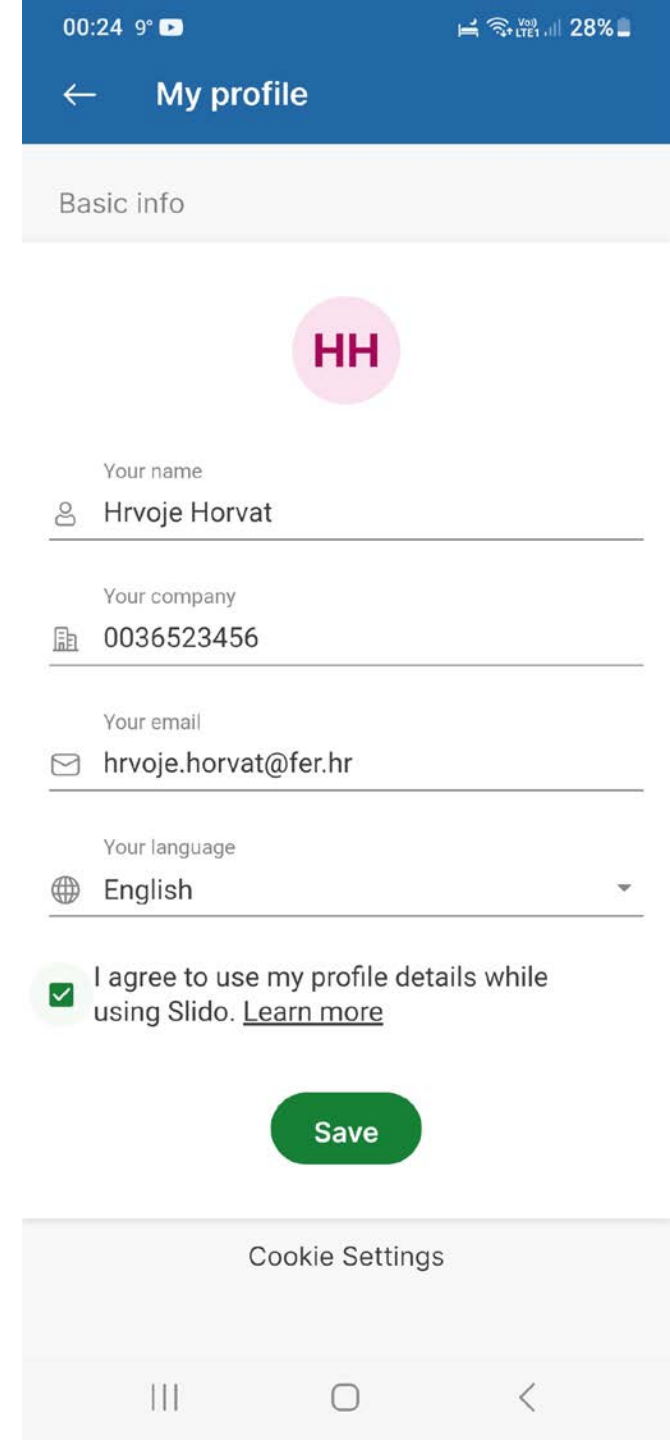 00:24 9° Vo)) LTE1 28%
My profile
Basic info
HH
Your name
Hrvoje Horvat
Your company
0036523456
Your email
hrvoje.horvat@fer.hr
Your language
English
I agree to use my profile details while
using Slido. Learn more
Save
Cookie Settings